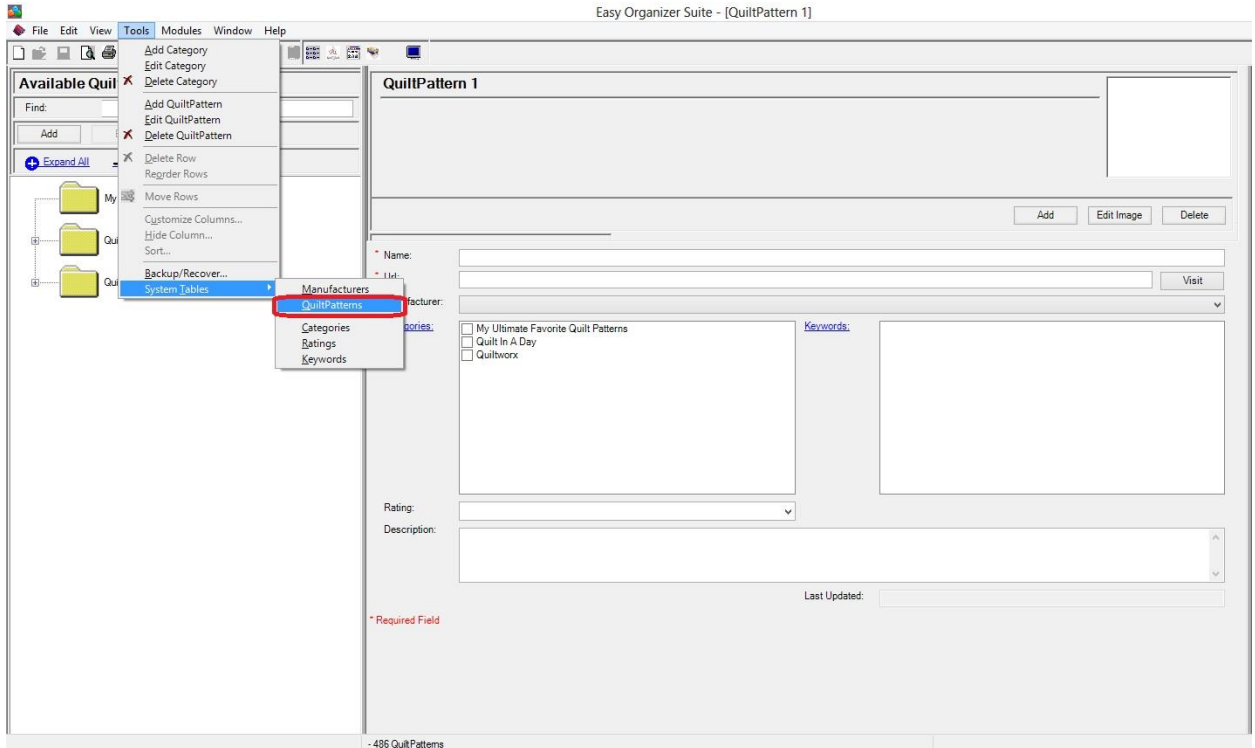 Easy Organizer Suite - [QuiltPattern 1]
File Edit View Tools Modules Window Help
Available Quil
Find:
Add
Expand All
My
Qui
Qui
Add Category
Edit Category
Delete Category
Add QuiltPattern
Edit QuiltPattern
Delete QuiltPattern
Delete Row
Reorder Rows
Move Rows
Customize Columns...
Hide Column...
Sort...
Backup/Recover...
System Tables
Manufacturers
QuiltPatterns
Categories
Ratings
Keywords
QuiltPattern 1
Add Edit Image Delete
* Name:
* Url: Visit
facturer:
gories:
My Ultimate Favorite Quilt Patterns
Quilt In A Day
Quiltworx
Keywords:
Rating:
Description:
Last Updated:
* Required Field
- 486 QuiltPatterns